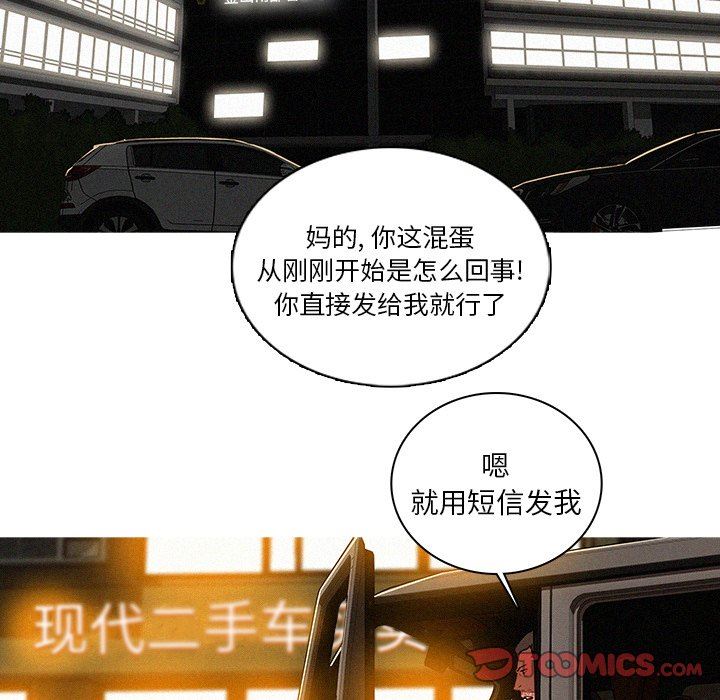 妈的, 你这混蛋
从刚刚开始是怎么回事!
你直接发给我就行了
嗯
就用短信发我
现代二手车
TOOMICS.COM